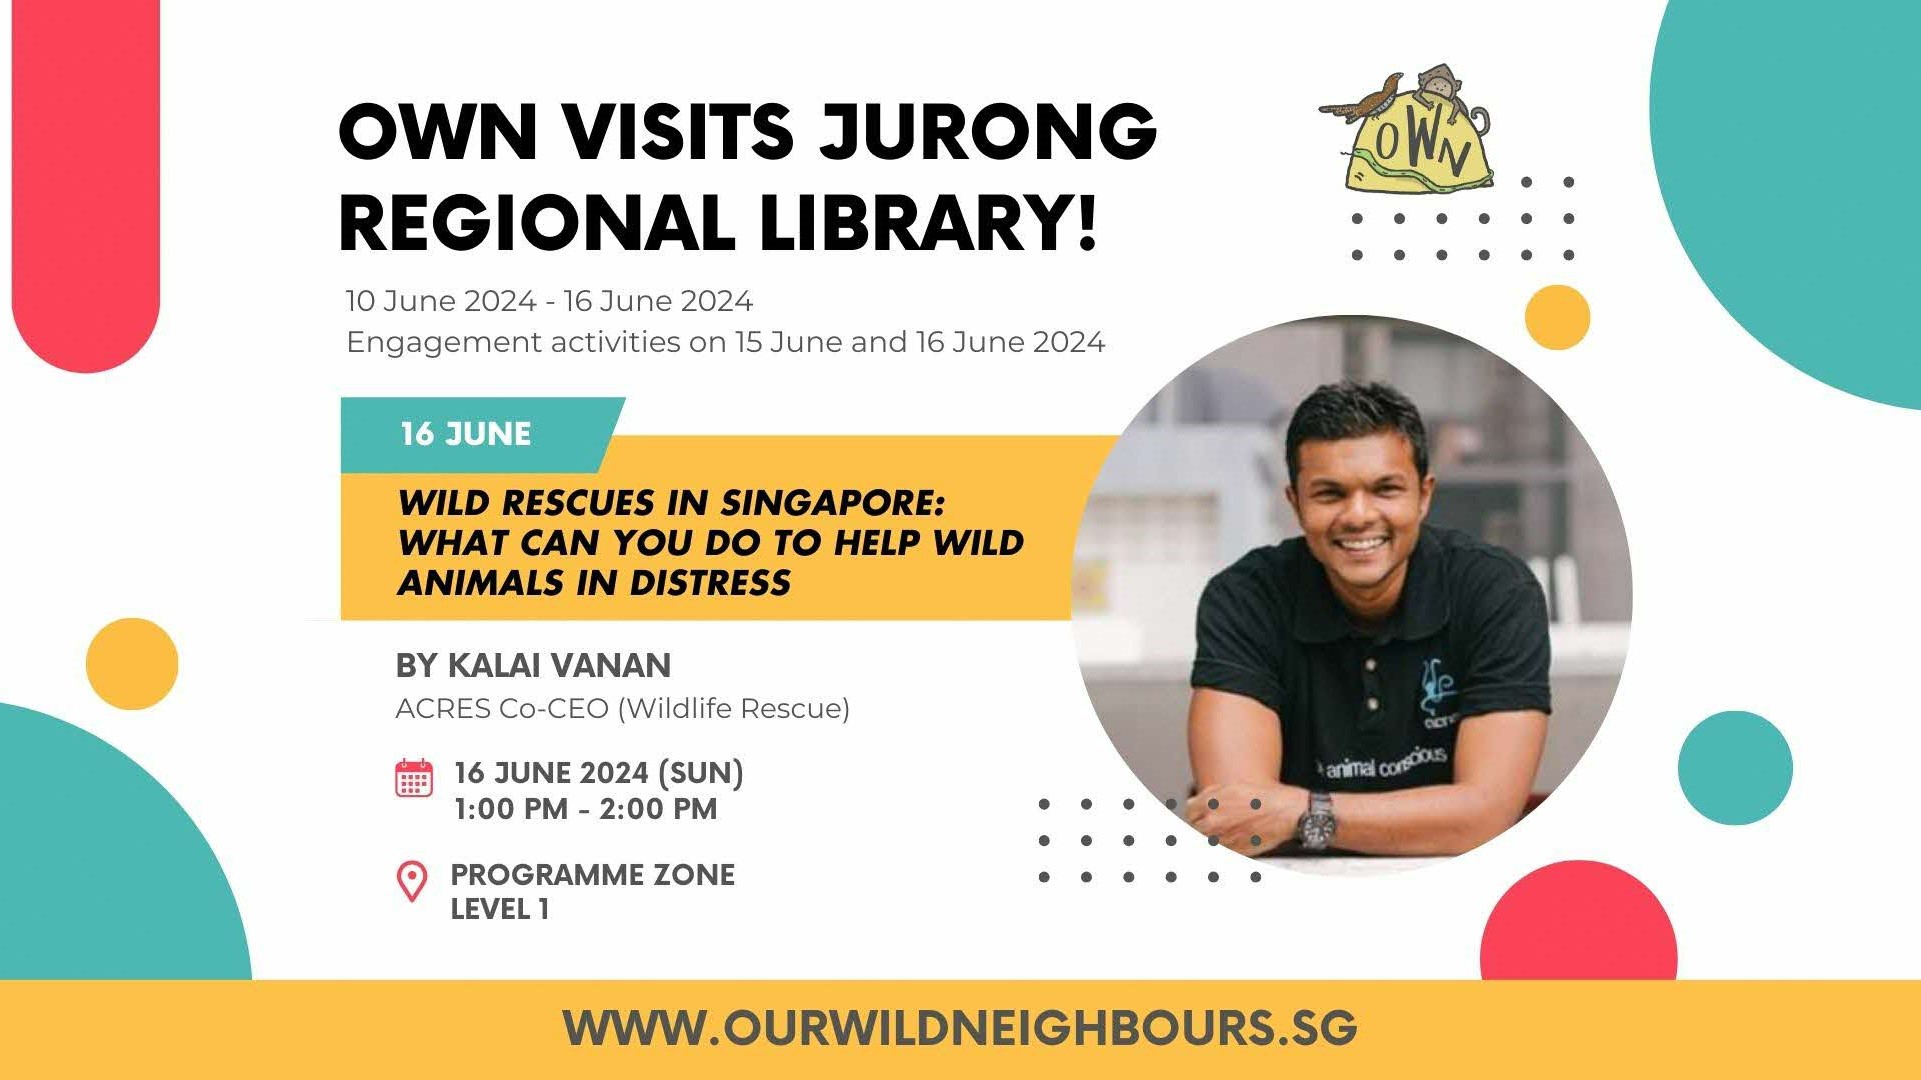 OWN VISITS JURONG
REGIONAL LIBRARY!
OWN
10 June 2024 - 16 June 2024
Engagement activities on 15 June and 16 June 2024
16 JUNE
WILD RESCUES IN SINGAPORE:
WHAT CAN YOU DO TO HELP WILD
ANIMALS IN DISTRESS
BY KALAI VANAN
ACRES Co-CEO (Wildlife Rescue)
16 JUNE 2024 (SUN)
1:00 PM - 2:00 PM
PROGRAMME ZONE
LEVEL 1
animal conscious
WWW.OURWILDNEIGHBOURS.SG